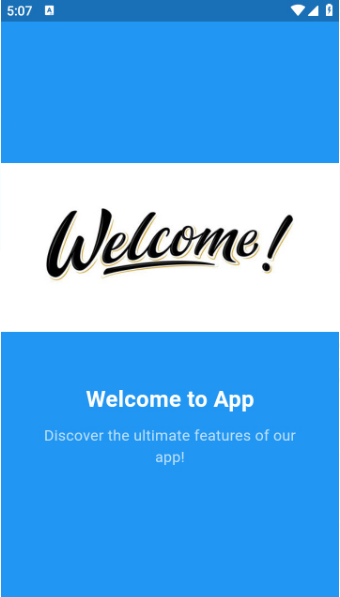 5:07
A
Welcome!
Welcome to App
Discover the ultimate features of our
app!